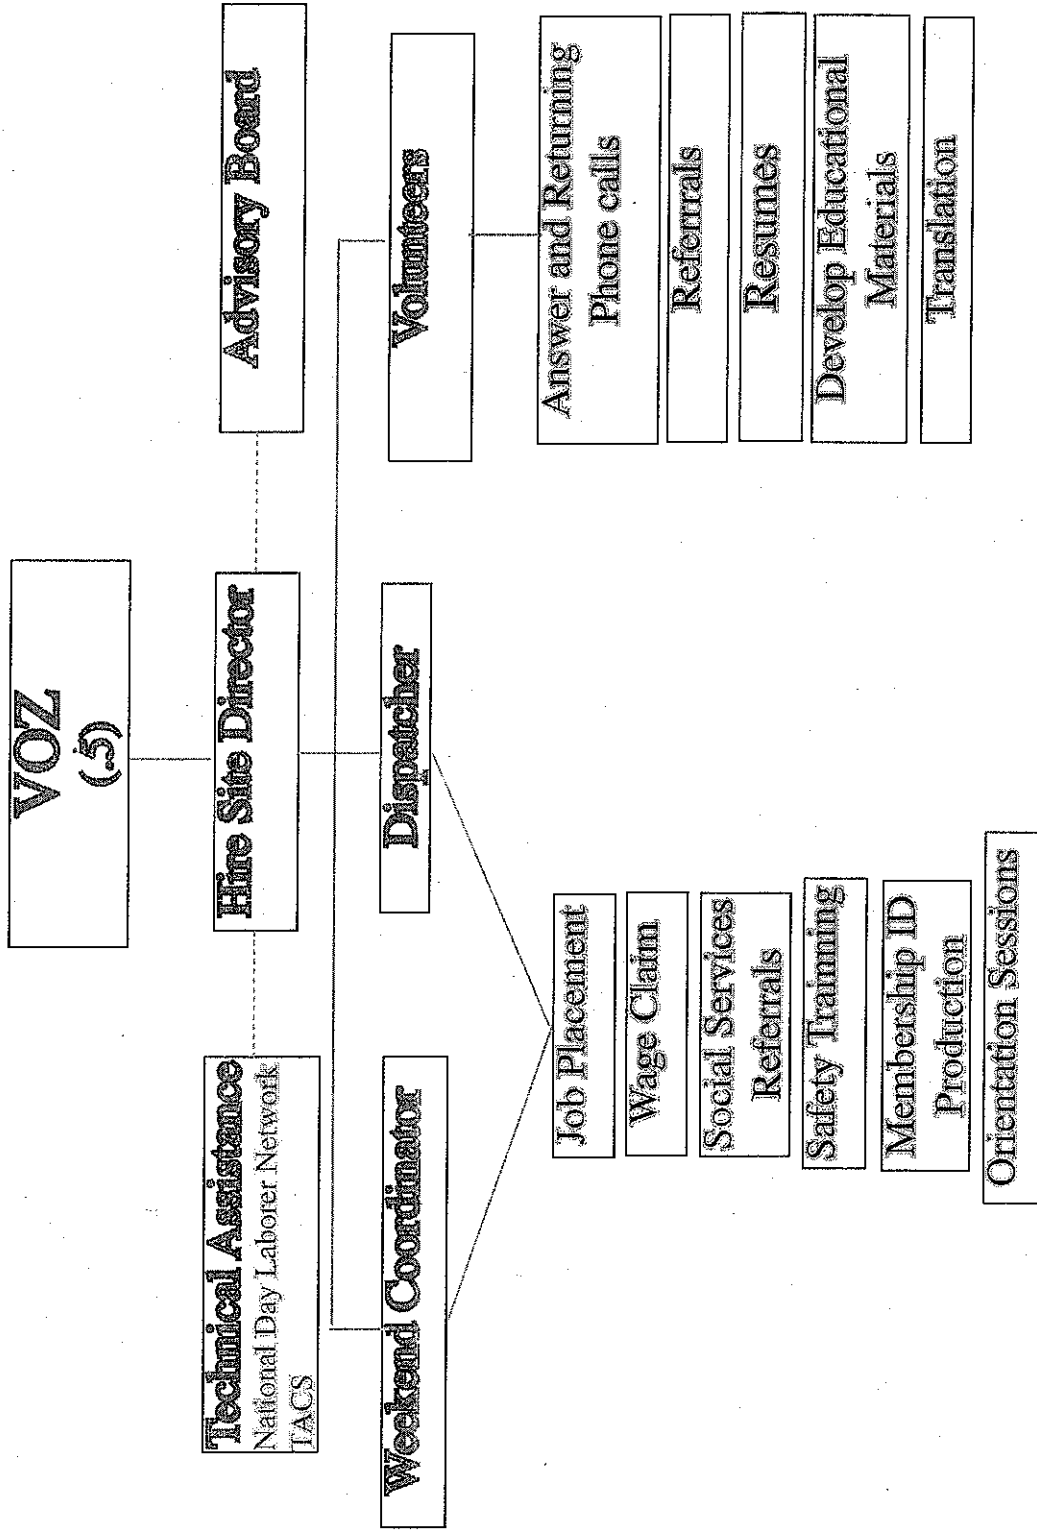 VOZ
(.5)
Technical Assistance
National Day Laborer Network
TACS
Hire Site Director
Advisory Board
Weekend Coordinator
Dispatcher
Volunteers
Job Placement
Wage Claim
Social Services
Referrals
Safety Training
Membership ID
Production
Orientation Sessions
Answer and Returning
Phone calls
Referrals
Resumes
Develop Educational
Materials
Translation